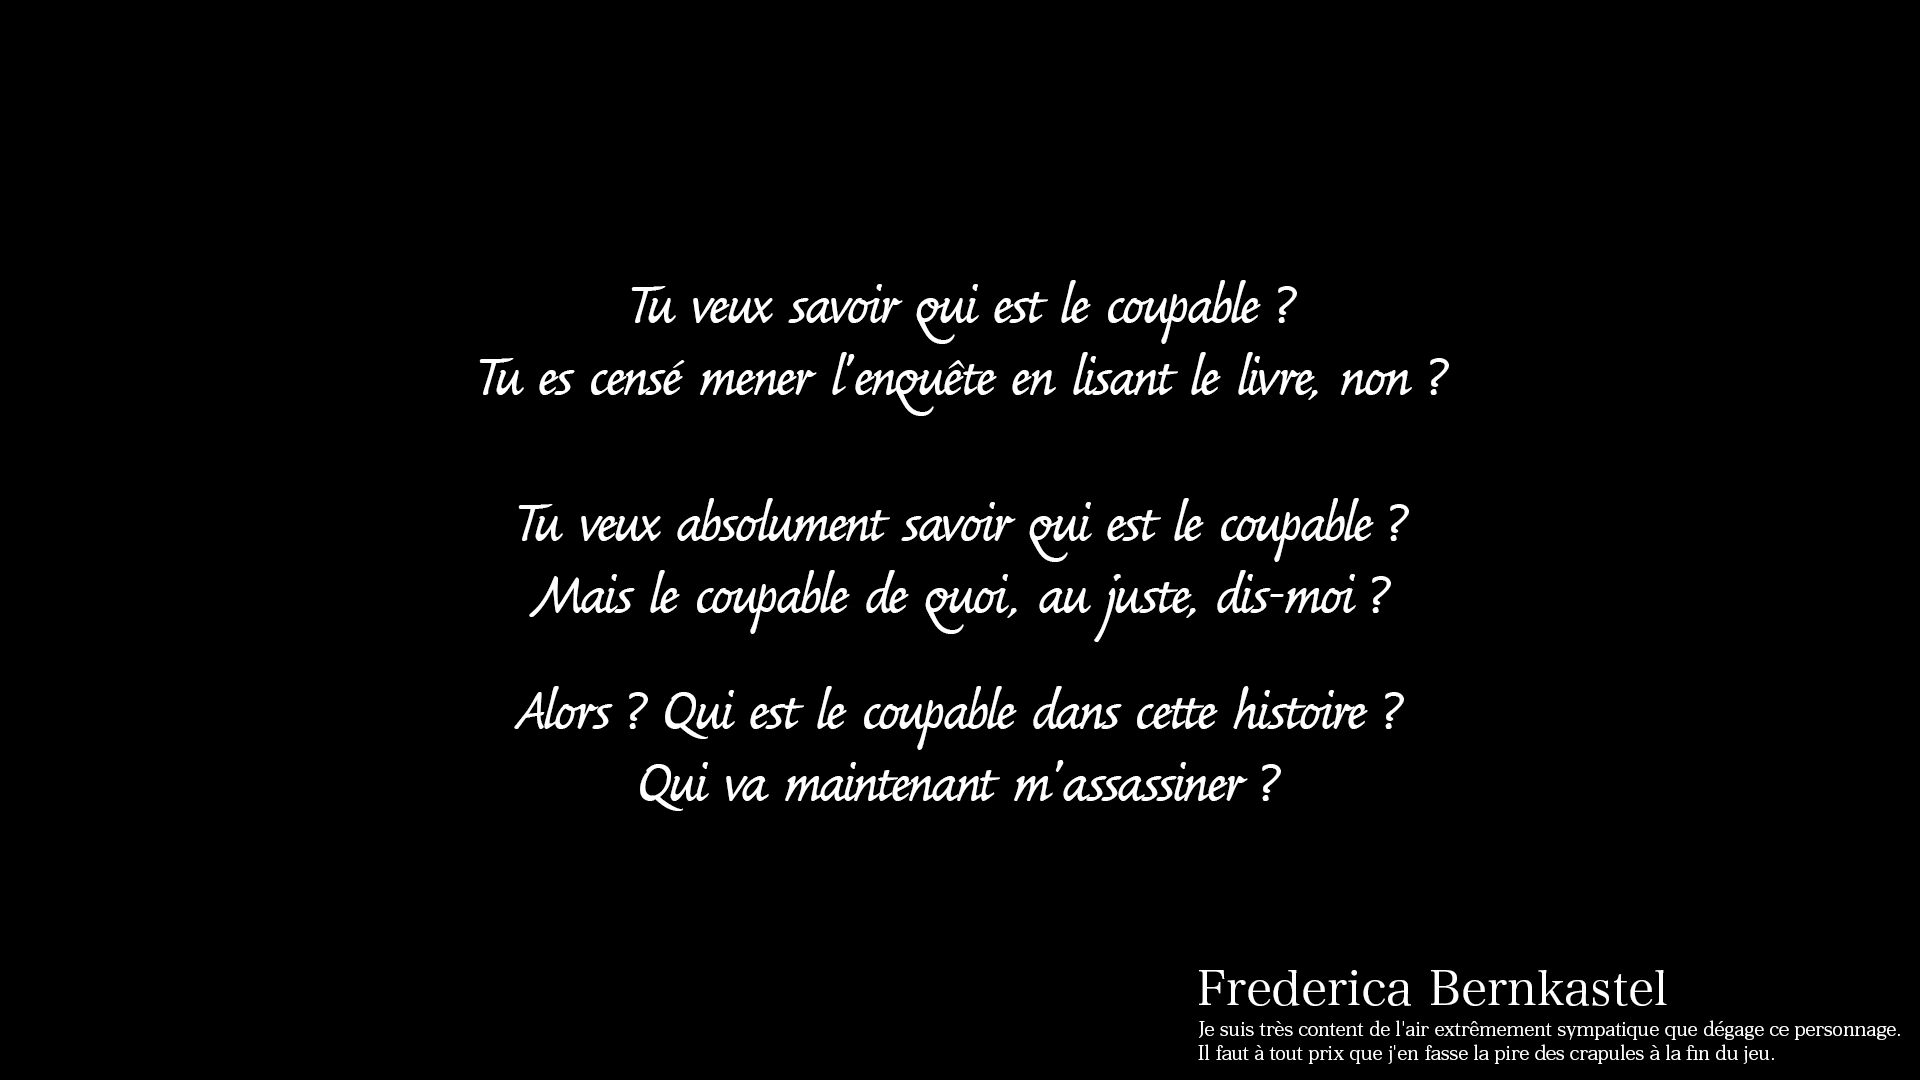 Tu veux savoir qui est le coupable ?
Tu es censé mener l'enquête en lisant le livre, non ?
Tu veux absolument savoir qui est le coupable ?
Mais le coupable de quoi, au juste, dis-moi ?
Alors ? Qui est le coupable dans cette histoire ?
Qui va maintenant m'assassiner ?
Frederica Bernkastel
Je suis très content de l'air extrêmement sympatique que dégage ce personnage.
Il faut à tout prix que j'en fasse la pire des crapules à la fin du jeu.